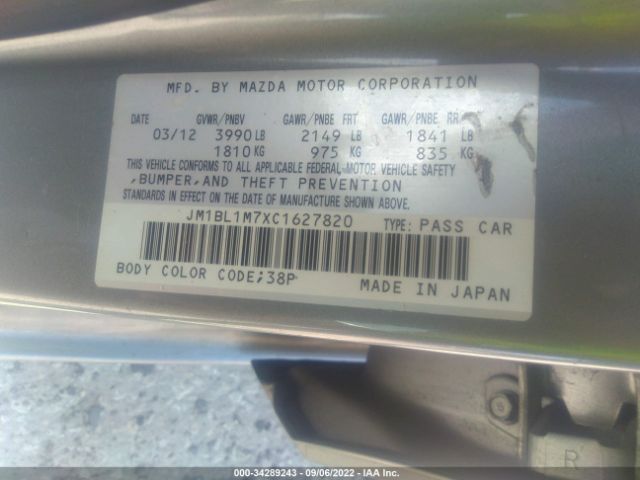 MFD. BY MAZDA MOTOR CORPORATION
DATE GVWR/PNBV GAWR/PNBE FRT GAWR/PNBE RR
03/12 3990 LB 2149 LB 1841 LB
1810 KG 975 KG 835 KG
THIS VEHICLE CONFORMS TO ALL APPLICABLE FEDERAL MOTOR VEHICLE SAFETY
,BUMPER,AND THEFT PREVENTION
STANDARDS IN EFFECT ON THE DATE OF MANUFACTURE SHOWN ABOVE.
JM1BL1M7XC1627820 TYPE: PASS CAR
BODY COLOR CODE;38P MADE IN JAPAN
R
000-34289243 - 09/06/2022 - IAA Inc.